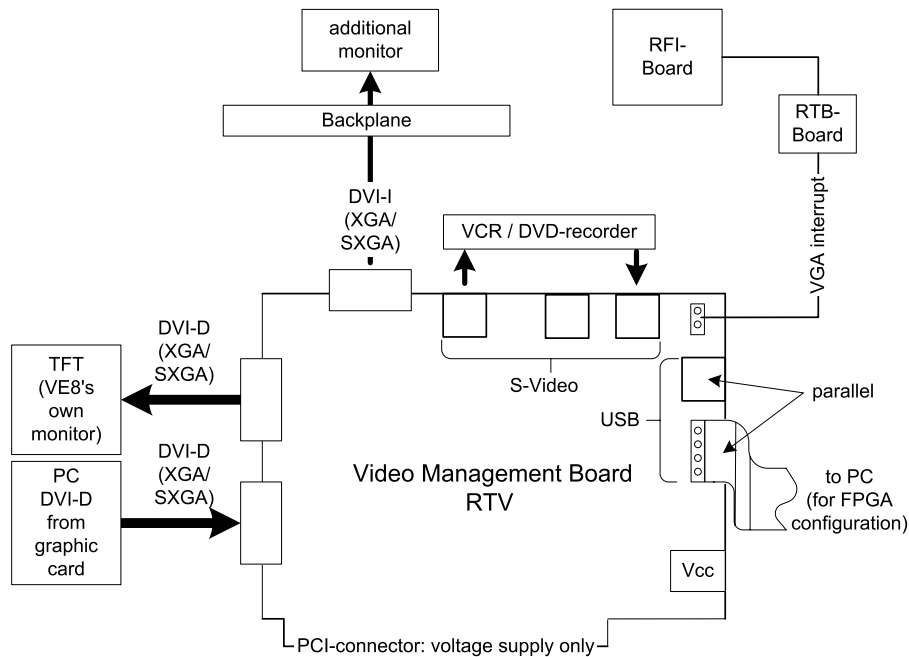 additional
monitor
RFI-
Board
Backplane
RTB-
Board
DVI-I
(XGA/
SXGA)
VCR / DVD-recorder
VGA interrupt
DVI-D
(XGA/
SXGA)
TFT
(VE8's
own
monitor)
S-Video
USB
parallel
DVI-D
(XGA/
SXGA)
PC
DVI-D
from
graphic
card
Video Management Board
RTV
to PC
(for FPGA
configuration)
Vcc
PCI-connector: voltage supply only